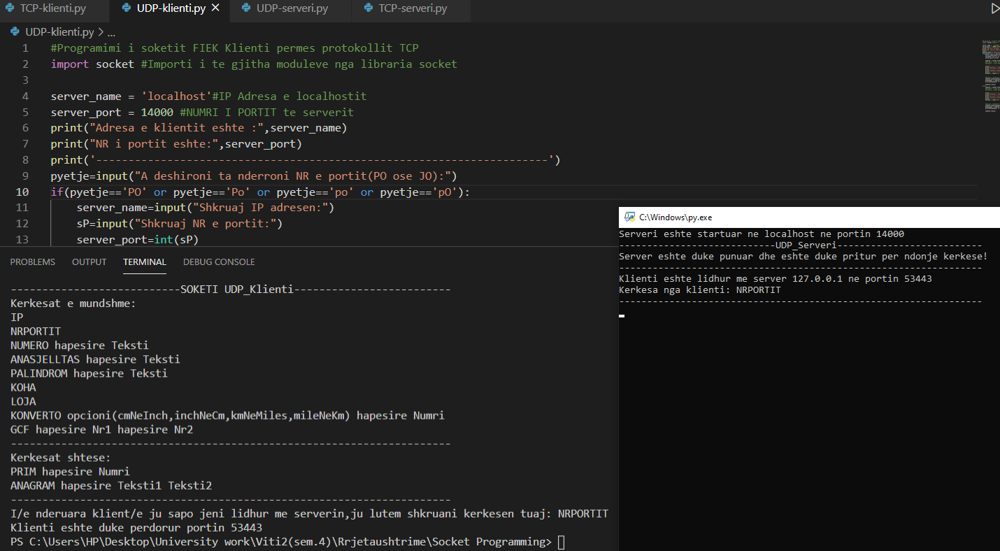 TCP-klienti.py UDP-klienti.py × UDP-serveri.py TCP-serveri.py
UDP-klienti.py > ...
1 #Programimi i soketit FIEK Klienti permes protokollit TCP
2 import socket #Importi i te gjitha moduleve nga libraria socket
3
4 server_name = 'localhost'#IP Adresa e localhostit
5 server_port = 14000 #NUMRI I PORTIT te serverit
6 print("Adresa e klientit eshte :",server_name)
7 print("NR i portit eshte:",server_port)
8 print('----------------------------------------------------------------------')
9 pyetje=input("A deshironi ta nderroni NR e portit(PO ose JO):")
10 if(pyetje=='PO' or pyetje=='Po' or pyetje=='po' or pyetje=='pO'):
11 server_name=input("Shkruaj IP adresen:")
12 sP=input("Shkruaj NR e portit:")
13 server_port=int(sP)
PROBLEMS OUTPUT TERMINAL DEBUG CONSOLE
---------------------------SOKETI UDP_Klienti-------------------------
Kerkesat e mundshme:
IP
NRPORTIT
NUMERO hapesire Teksti
ANASJELLTAS hapesire Teksti
PALINDROM hapesire Teksti
KOHA
LOJA
KONVERTO opcioni(cmNeInch,inchNeCm,kmNeMiles,mileNeKm) hapesire Numri
GCF hapesire Nr1 hapesire Nr2
----------------------------------------------------------------------
Kerkesat shtese:
PRIM hapesire Numri
ANAGRAM hapesire Teksti1 Teksti2
----------------------------------------------------------------------
I/e nderuara klient/e ju sapo jeni lidhur me serverin,ju lutem shkruani kerkesen tuaj: NRPORTIT
Klienti eshte duke perdorur portin 53443
PS C:\Users\HP\Desktop\University work\Viti2(sem.4)\Rrjetaushtrime\Socket Programming>
C:\Windows\py.exe
Serveri eshte startuar ne localhost ne portin 14000
----------------------------UDP_Serveri--------------------------
Server eshte duke punuar dhe eshte duke pritur per ndonje kerkese!
-----------------------------------------------------------------
Klienti eshte lidhur me server 127.0.0.1 ne portin 53443
Kerkesa nga klienti: NRPORTIT
-----------------------------------------------------------------